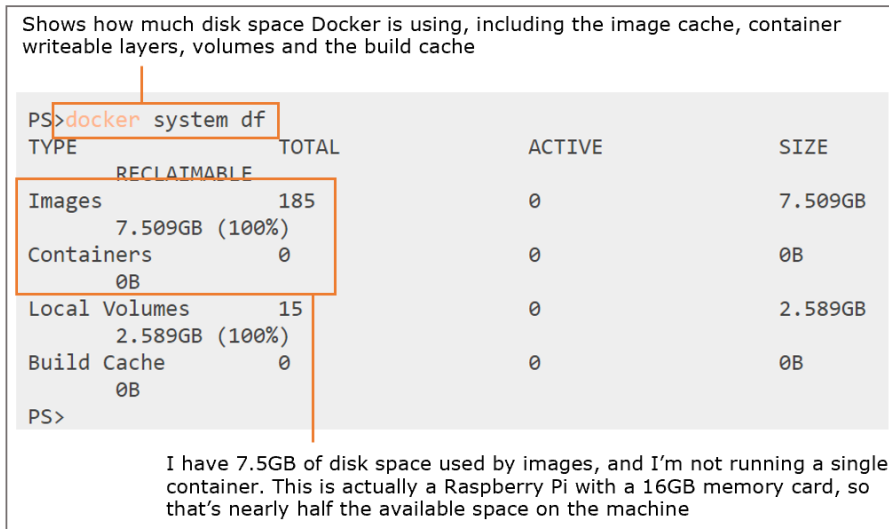 Shows how much disk space Docker is using, including the image cache, container
writeable layers, volumes and the build cache
PS>docker system df
TYPE TOTAL ACTIVE SIZE
RECLAIMABLE
Images 185 0 7.509GB
7.509GB (100%)
Containers 0 0 0B
0B
Local Volumes 15 0 2.589GB
2.589GB (100%)
Build Cache 0 0 0B
0B
PS>
I have 7.5GB of disk space used by images, and I’m not running a single
container. This is actually a Raspberry Pi with a 16GB memory card, so
that’s nearly half the available space on the machine